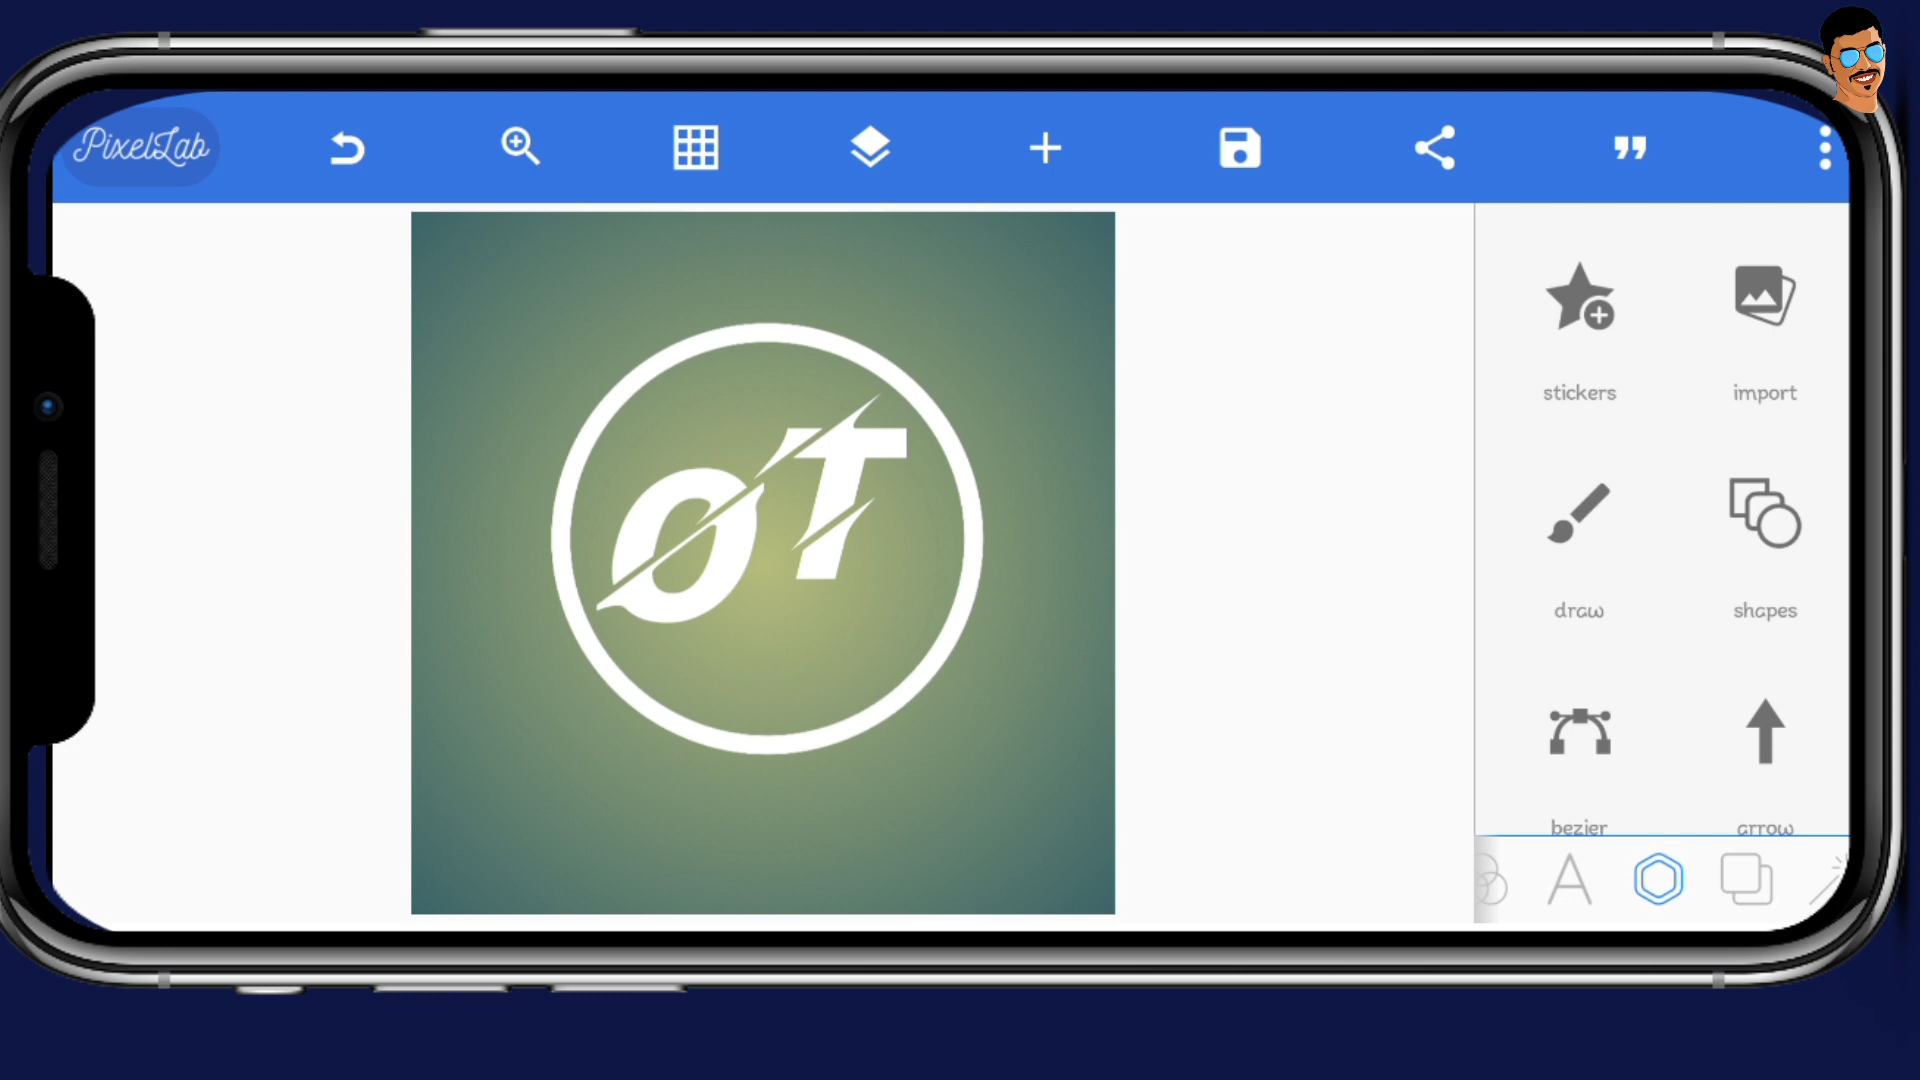 PixelLab
OT
stickers
import
draw
shapes
bezier
arrow
A